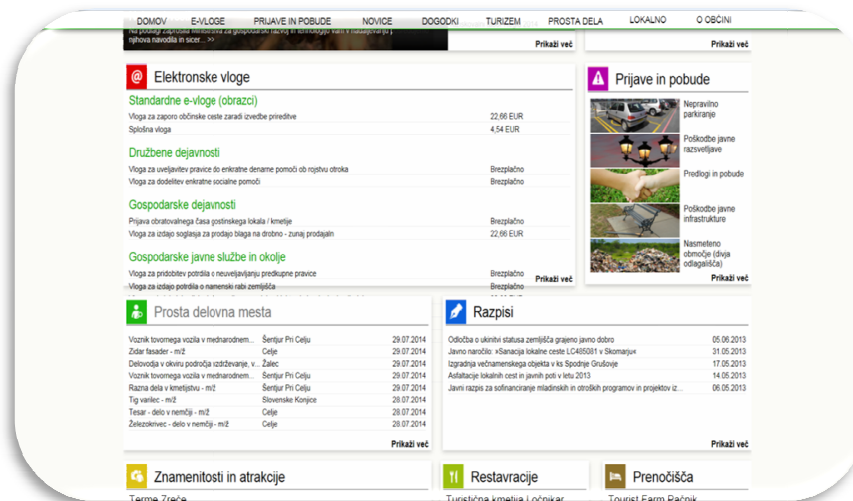 DOMOV E-VLOGE PRIJAVE IN POBUDE NOVICE DOGODKI TURIZEM PROSTA DELA LOKALNO O OBČINI
Na podlagi zaprosila Ministrstva za gospodarski razvoj in tehnologijo vam v nadaljevanju
njihova navodila in sicer... >>
Prikaži več
Prikaži več
@ Elektronske vloge
Standardne e-vloge (obrazci)
Vloga za zaporo občinske ceste zaradi izvedbe prireditve 22,66 EUR
Splošna vloga 4,54 EUR
Družbene dejavnosti
Vloga za uveljavitev pravice do enkratne denarne pomoči ob rojstvu otroka Brezplačno
Vloga za dodelitev enkratne socialne pomoči Brezplačno
Gospodarske dejavnosti
Prijava obratovalnega časa gostinskega lokala / kmetije Brezplačno
Vloga za izdajo soglasja za prodajo blaga na drobno - zunaj prodajaln 22,66 EUR
Gospodarske javne službe in okolje
Vloga za pridobitev potrdila o neuveljavljanju predkupne pravice Brezplačno
Vloga za izdajo potrdila o namenski rabi zemljišča Brezplačno
Prikaži več
Prijave in pobude
Nepravilno
parkiranje
Poškodbe javne
razsvetljave
Predlogi in pobude
Poškodbe javne
infrastrukture
Nasmeteno
območje (divja
odlagališča)
Prikaži več
Prosta delovna mesta
Voznik tovornega vozila v mednarodnem... Šentjur Pri Celju 29.07.2014
Zidar fasader - m/ž Celje 29.07.2014
Delovodja v okviru področja izdrževanje, v... Žalec 29.07.2014
Voznik tovornega vozila v mednarodnem... Šentjur Pri Celju 29.07.2014
Razna dela v kmetijstvu - m/ž Šentjur Pri Celju 29.07.2014
Tig varilec - m/ž Slovenske Konjice 28.07.2014
Tesar - delo v nemčiji - m/ž Celje 28.07.2014
Železokrivec - delo v nemčiji - m/ž Celje 28.07.2014
Prikaži več
Razpisi
Odločba o ukinitvi statusa zemljišča grajeno javno dobro 05.06.2013
Javno naročilo: »Sanacija lokalne ceste LC485081 v Skomarju« 31.05.2013
Izgradnja večnamenskega objekta v ks Spodnje Grušovje 17.05.2013
Asfaltacije lokalnih cest in javnih poti v letu 2013 14.05.2013
Javni razpis za sofinanciranje mladinskih in otroških programov in projektov iz... 06.05.2013
Prikaži več
Znamenitosti in atrakcije
Terme Zreče
Restavracije
Turistična kmetija Ločnikar
Prenočišča
Tourist Farm Pačnik